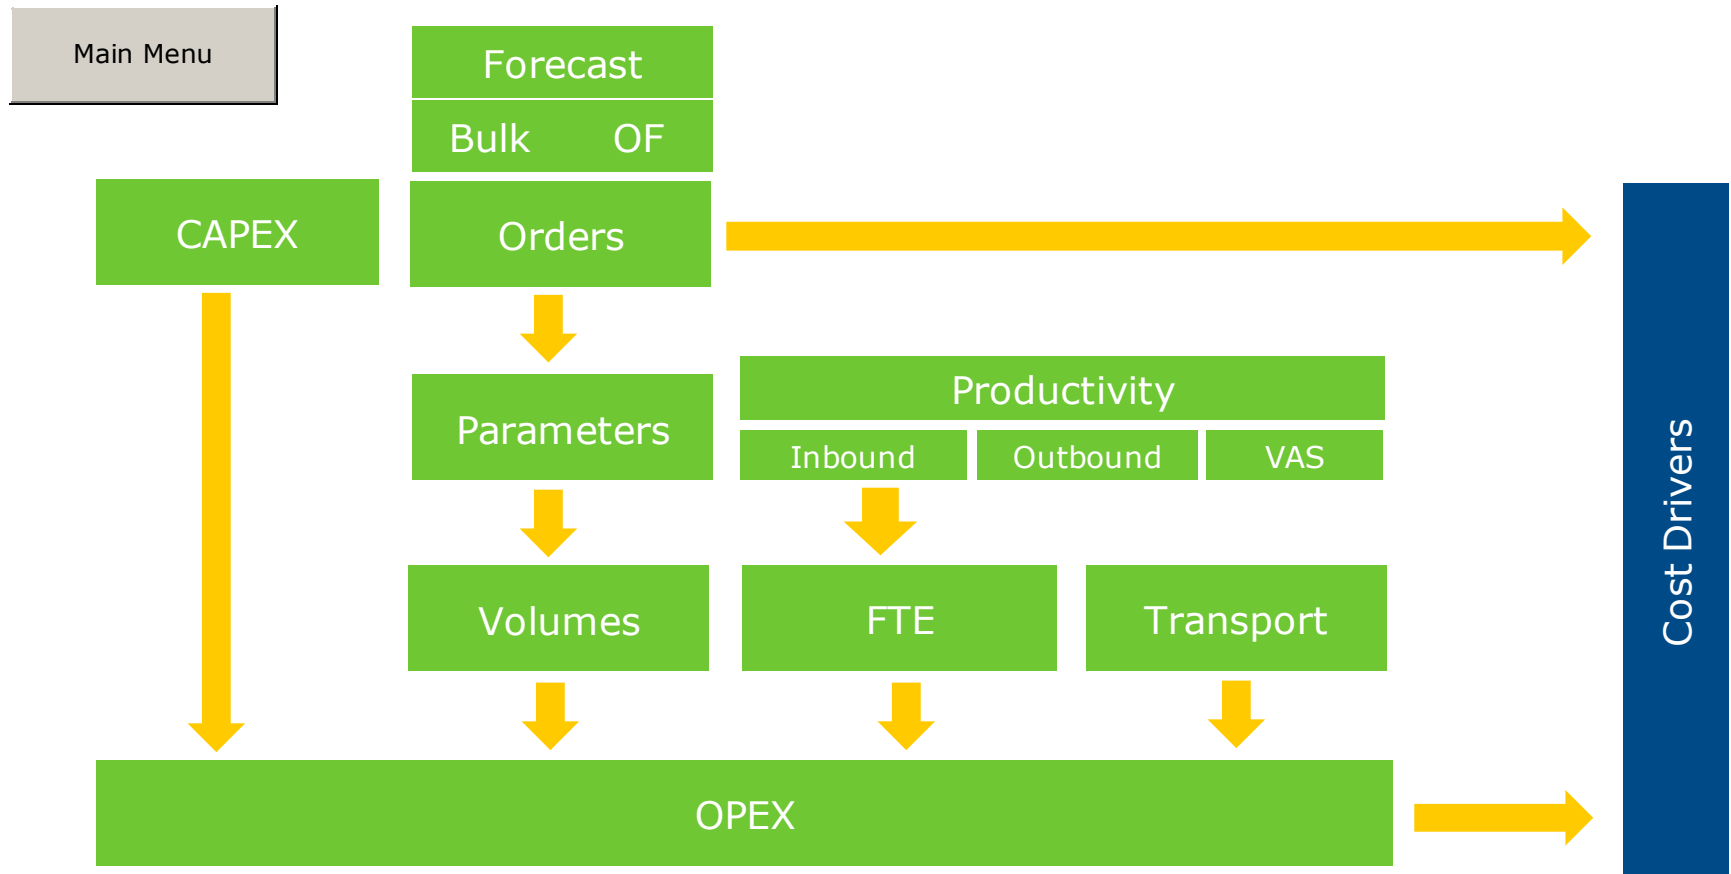 Main Menu
Forecast
Bulk OF
CAPEX
Orders
Parameters
Productivity
Inbound
Outbound
VAS
Volumes
FTE
Transport
OPEX
Cost Drivers